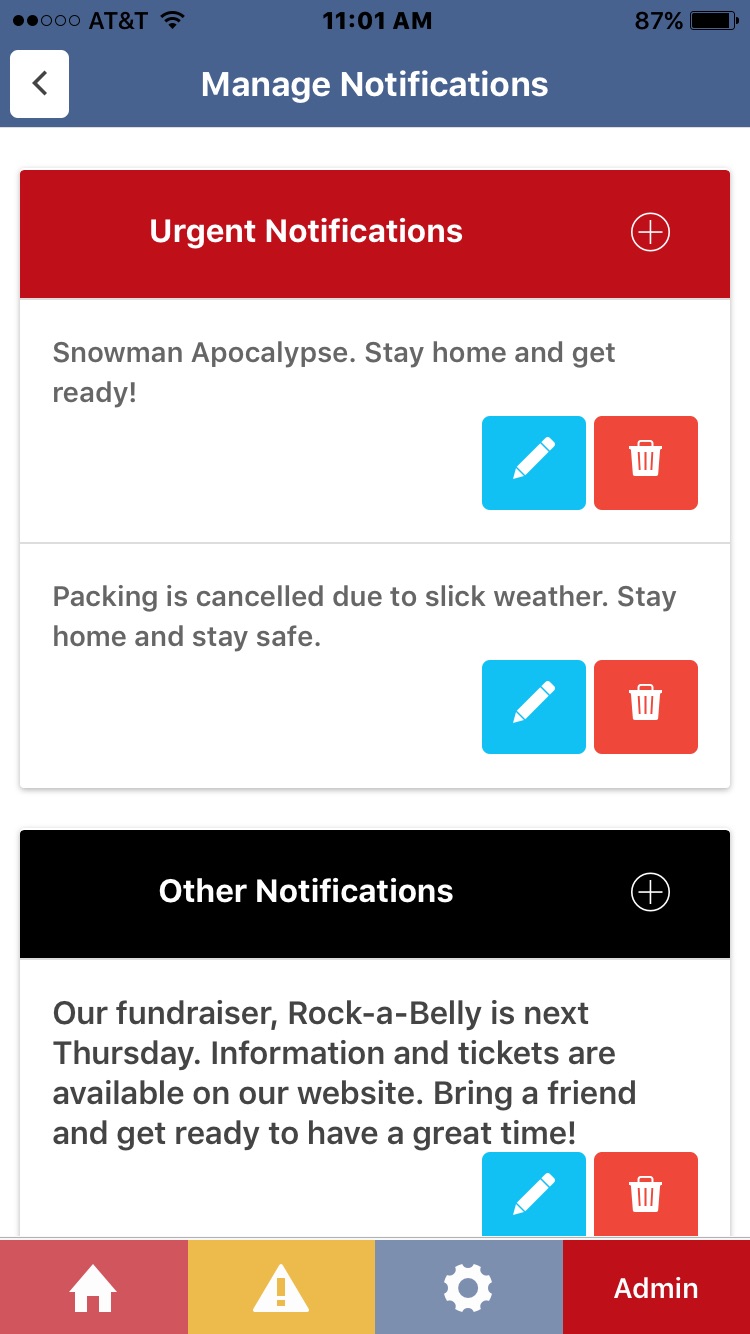 AT&T 11:01 AM 87%
Manage Notifications
Urgent Notifications
Snowman Apocalypse. Stay home and get
ready!
Packing is cancelled due to slick weather. Stay
home and stay safe.
Other Notifications
Our fundraiser, Rock-a-Belly is next
Thursday. Information and tickets are
available on our website. Bring a friend
and get ready to have a great time!
Admin